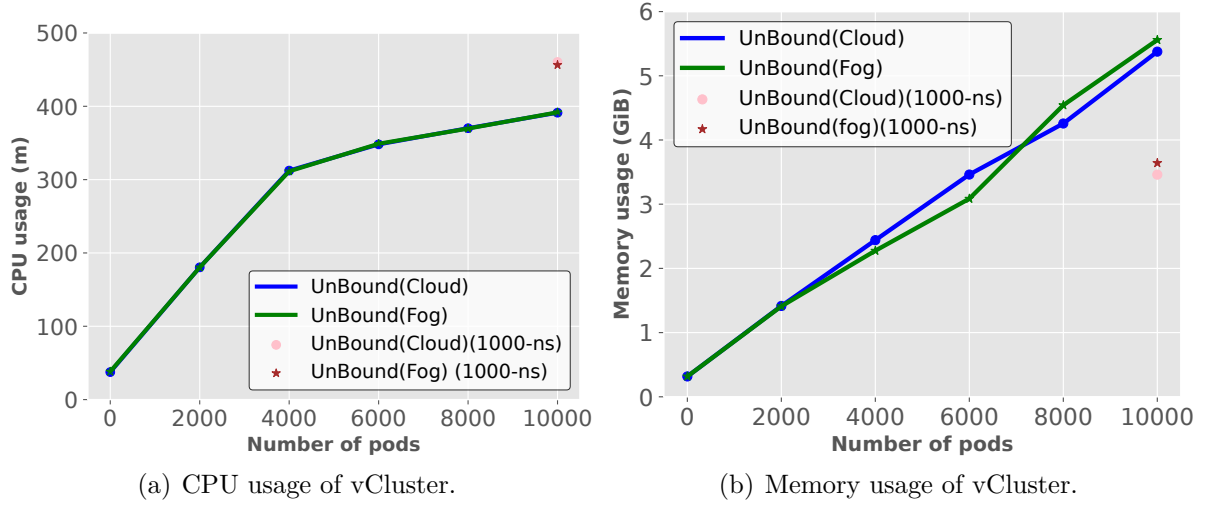 500
400
300
200
100
0
CPU usage (m)
UnBound(Cloud)
UnBound(Fog)
UnBound(Cloud)(1000-ns)
UnBound(Fog) (1000-ns)
0 2000 4000 6000 8000 10000
Number of pods
(a) CPU usage of vCluster.
6
5
4
3
2
1
0
Memory usage (GiB)
UnBound(Cloud)
UnBound(Fog)
UnBound(Cloud)(1000-ns)
UnBound(fog)(1000-ns)
0 2000 4000 6000 8000 10000
Number of pods
(b) Memory usage of vCluster.